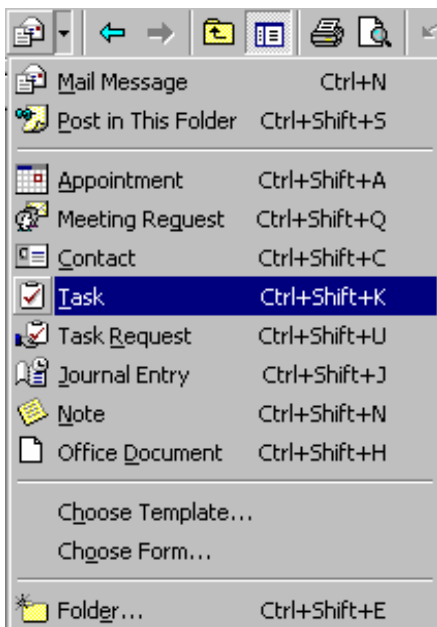 Mail Message Ctrl+N
Post in This Folder Ctrl+Shift+S
Appointment Ctrl+Shift+A
Meeting Request Ctrl+Shift+Q
Contact Ctrl+Shift+C
Task Ctrl+Shift+K
Task Request Ctrl+Shift+U
Journal Entry Ctrl+Shift+J
Note Ctrl+Shift+N
Office Document Ctrl+Shift+H
Choose Template...
Choose Form...
Folder... Ctrl+Shift+E